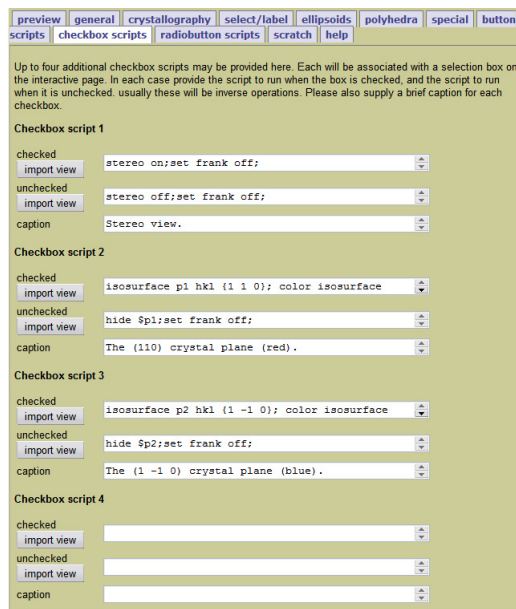 preview general crystallography select/label ellipsoids polyhedra special button
scripts checkbox scripts radiobutton scripts scratch help
Up to four additional checkbox scripts may be provided here. Each will be associated with a selection box on
the interactive page. In each case provide the script to run when the box is checked, and the script to run
when it is unchecked. usually these will be inverse operations. Please also supply a brief caption for each
checkbox.
Checkbox script 1
checked
import view stereo on;set frank off;
unchecked
import view stereo off;set frank off;
caption Stereo view.
Checkbox script 2
checked
import view isosurface p1 hkl {1 1 0}; color isosurface
unchecked
import view hide $p1;set frank off;
caption The (110) crystal plane (red).
Checkbox script 3
checked
import view isosurface p2 hkl {1 -1 0}; color isosurface
unchecked
import view hide $p2;set frank off;
caption The (1 -1 0) crystal plane (blue).
Checkbox script 4
checked
import view
unchecked
import view
caption